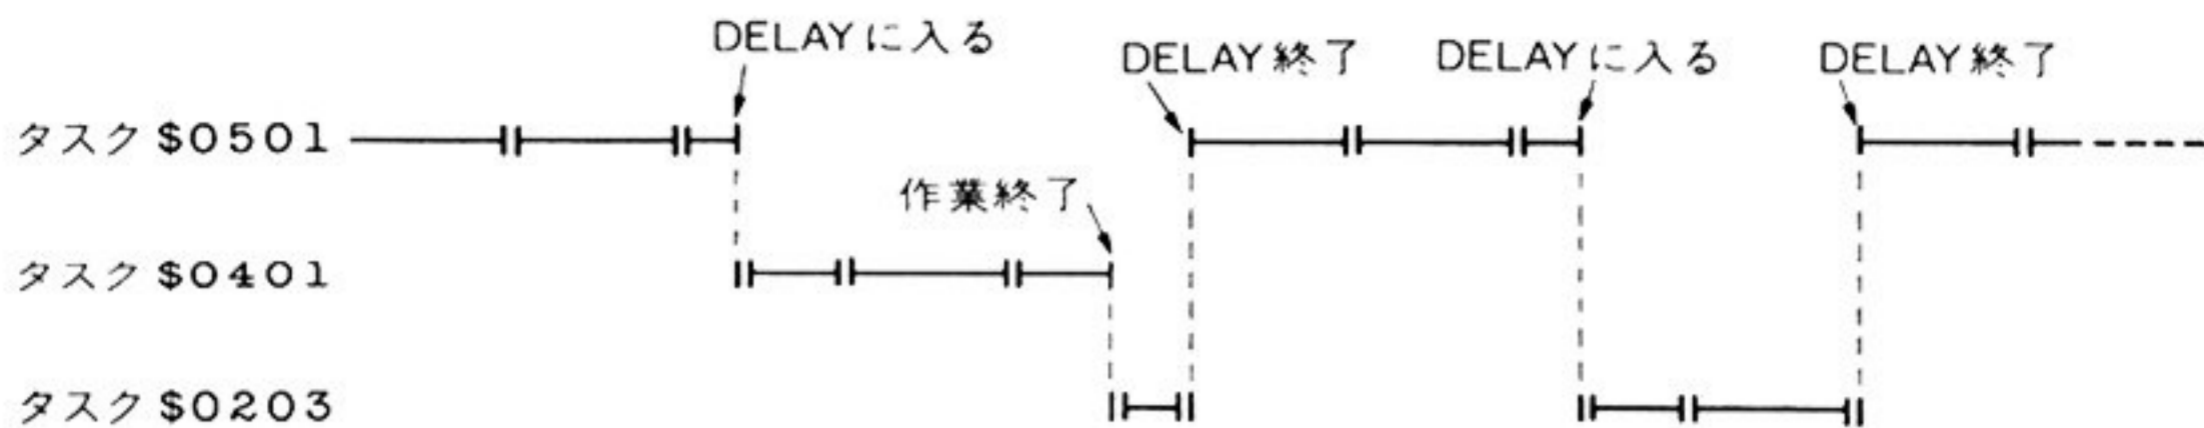 DELAYに入る
DELAY終了
DELAYに入る
DELAY終了
タスク $0501
作業終了
タスク $0401
タスク $0203